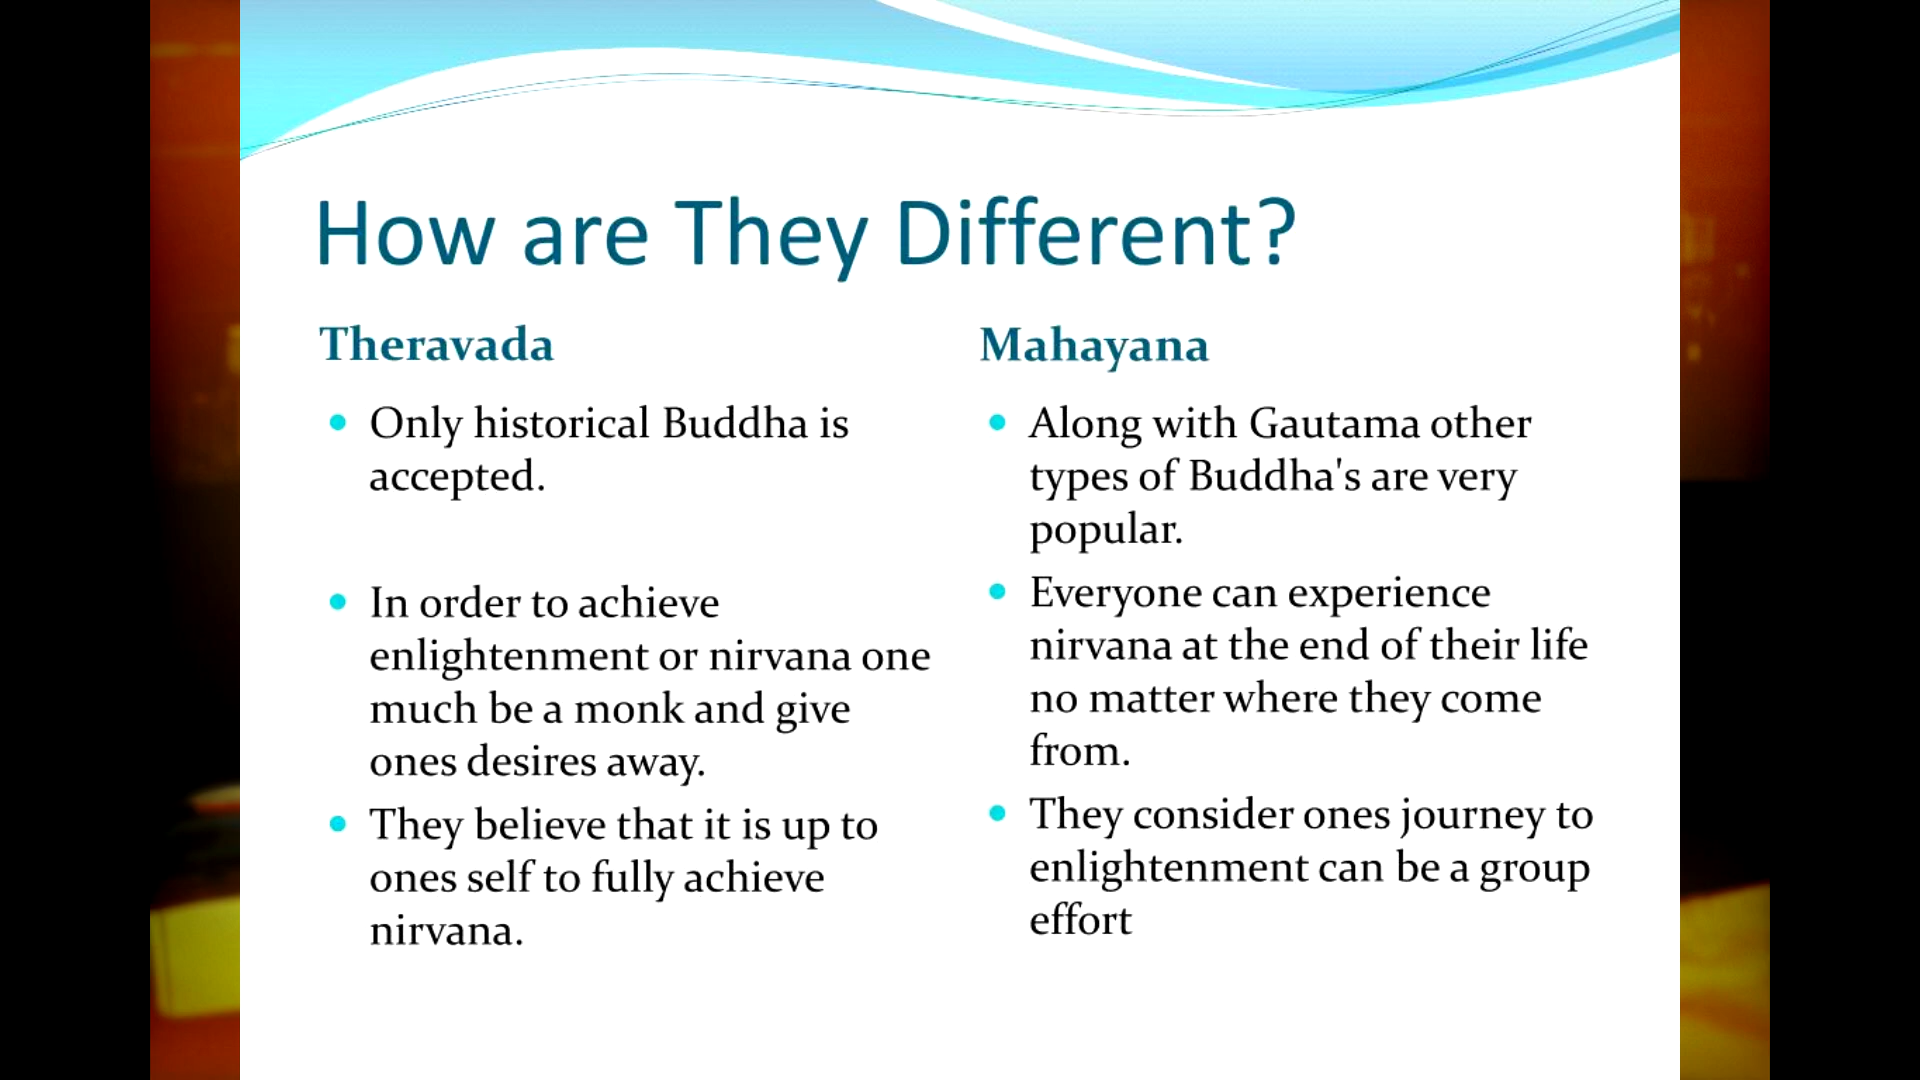 How are They Different?
Theravada
Only historical Buddha is
accepted.
In order to achieve
enlightenment or nirvana one
much be a monk and give
ones desires away.
They believe that it is up to
ones self to fully achieve
nirvana.
Mahayana
Along with Gautama other
types of Buddha's are very
popular.
Everyone can experience
nirvana at the end of their life
no matter where they come
from.
They consider ones journey to
enlightenment can be a group
effort